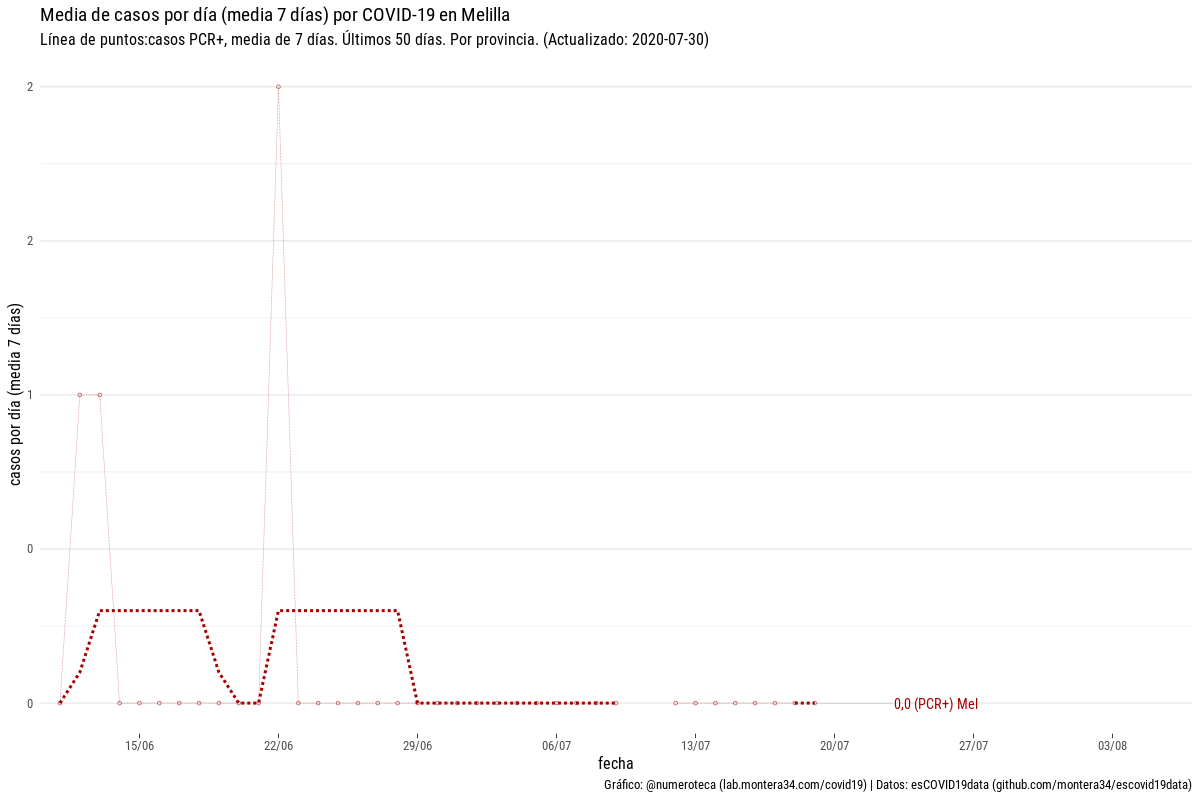 Media de casos por día (media 7 días) por COVID-19 en Melilla
Línea de puntos:casos PCR+, media de 7 días. Últimos 50 días. Por provincia. (Actualizado: 2020-07-30)
casos por día (media 7 días)
2
2
1
0
0
0,0 (PCR+) Mel
15/06 22/06 29/06 06/07 13/07 20/07 27/07 03/08
fecha
Gráfico: @numeroteca (lab.montera34.com/covid19) | Datos: esCOVID19data (github.com/montera34/escovid19data)